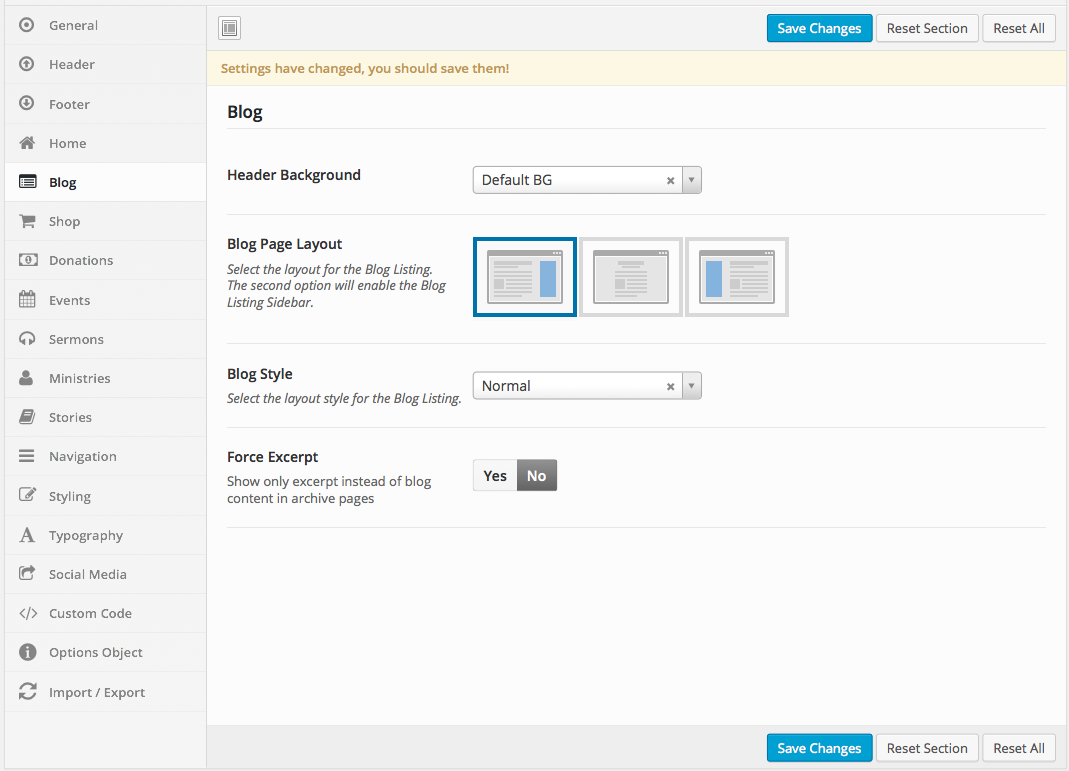 General
Header
Footer
Home
Blog
Shop
Donations
Events
Sermons
Ministries
Stories
Navigation
Styling
Typography
Social Media
Custom Code
Options Object
Import / Export
Save Changes Reset Section Reset All
Settings have changed, you should save them!
Blog
Header Background
Default BG
Blog Page Layout
Select the layout for the Blog Listing.
The second option will enable the Blog
Listing Sidebar.
Blog Style
Select the layout style for the Blog Listing.
Normal
Force Excerpt
Show only excerpt instead of blog
content in archive pages
Yes No
Save Changes Reset Section Reset All